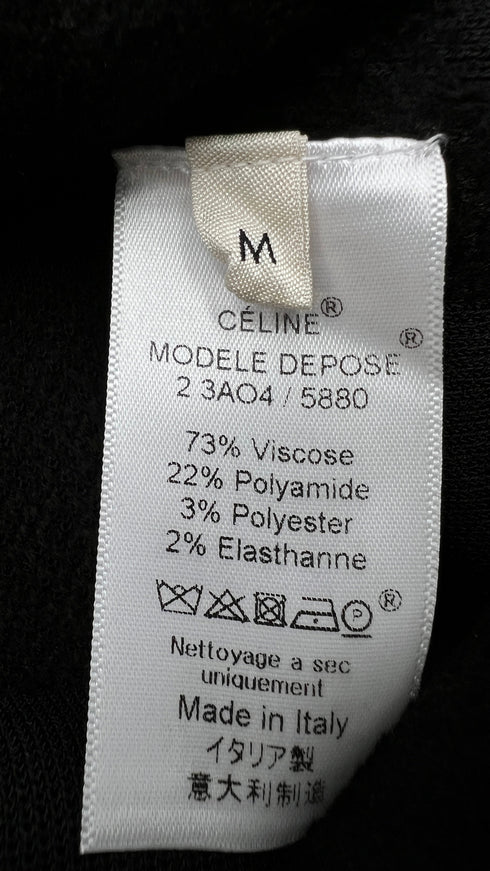 M
CÉLINE®
MODELE DEPOSE®
2 3AO4 / 5880
73% Viscose
22% Polyamide
3% Polyester
2% Elasthanne
P ®
Nettoyage a sec
uniquement
Made in Italy
イタリア製
意大利制造